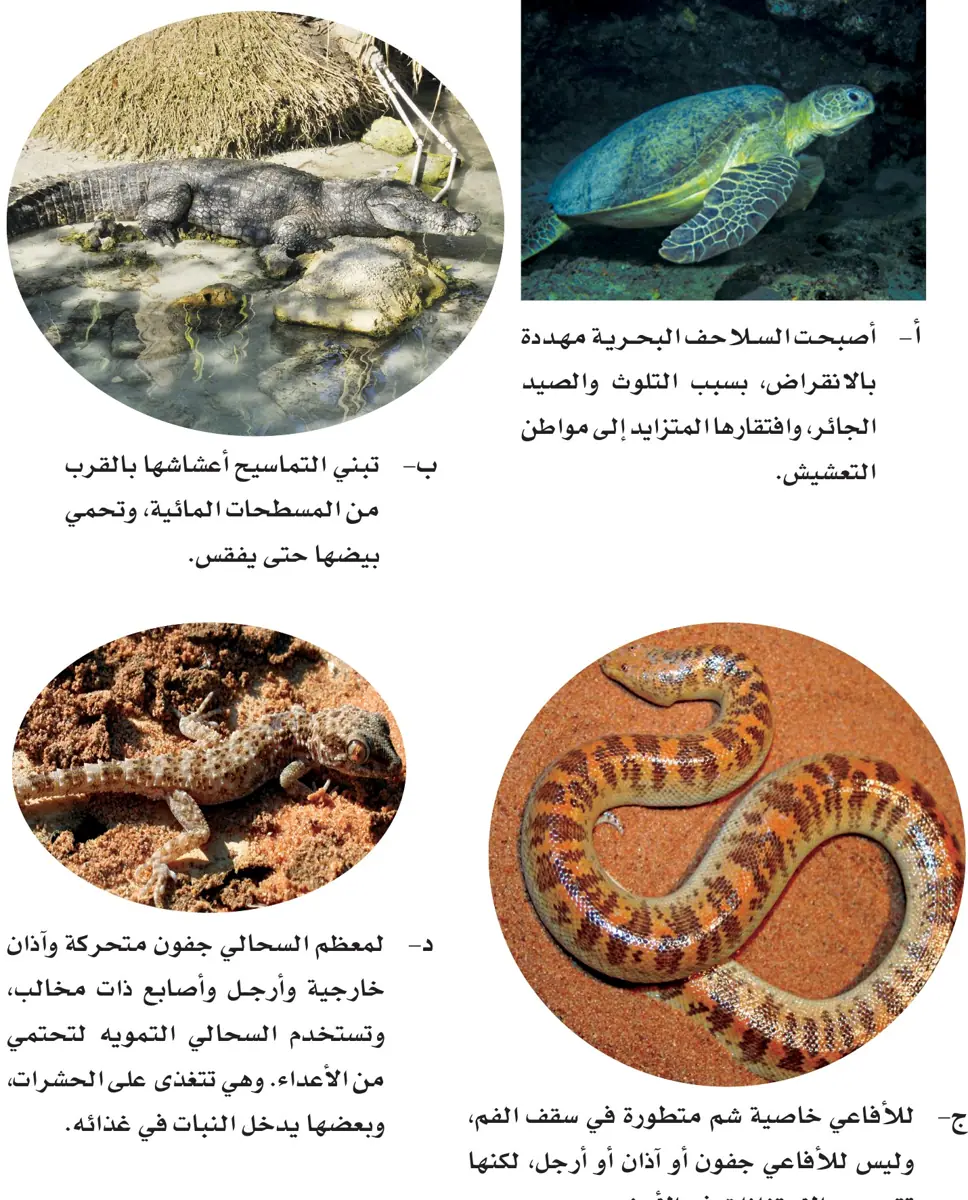 أ- أصبحت السلاحف البحرية مهددة
بالانقراض، بسبب التلوث والصيد
الجائر، وافتقارها المتزايد إلى مواطن
التعشيش.
ب- تبني التماسيح أعشاشها بالقرب
من المسطحات المائية، وتحمي
بيضها حتى يفقس.
ج- للأفاعي خاصية شم متطورة في سقف الفم،
وليس للأفاعي جفون أو آذان أو أرجل، لكنها
د- لمعظم السحالي جفون متحركة وآذان
خارجية وأرجل وأصابع ذات مخالب،
وتستخدم السحالي التمويه لتحتمي
من الأعداء. وهي تتغذى على الحشرات،
وبعضها يدخل النبات في غذائه.